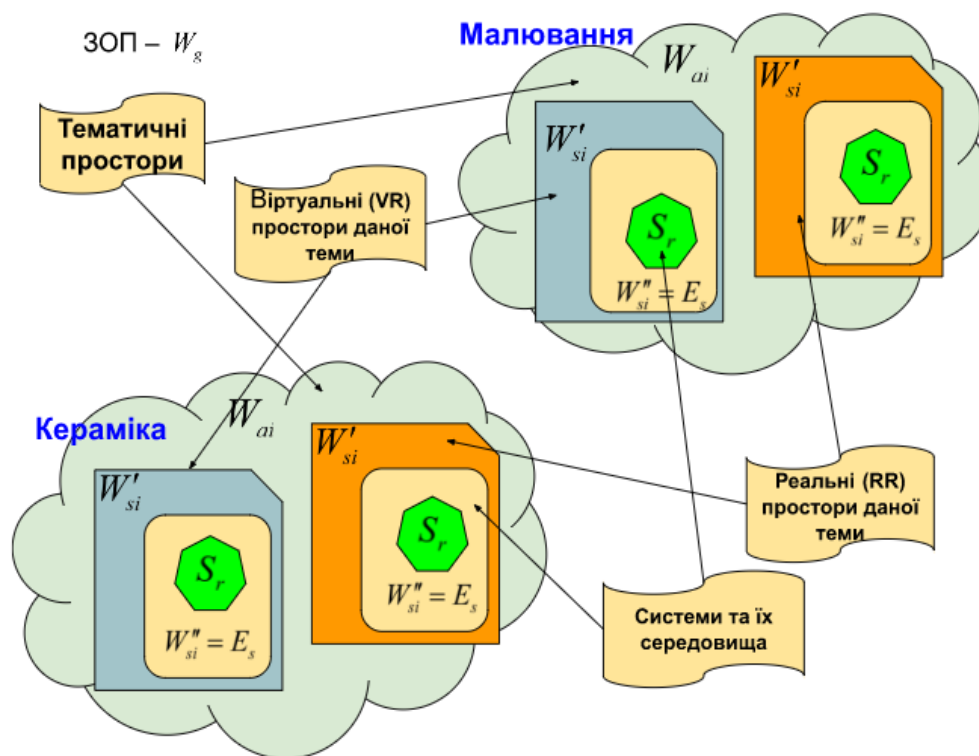 ЗОП – W_g
Малювання
W_ai
W'_si
W'_si
S_r
W''_si = E_s
S_r
W''_si = E_s
Тематичні
простори
Віртуальні (VR)
простори даної
теми
Кераміка
W_ai
W'_si
W'_si
S_r
W''_si = E_s
S_r
W''_si = E_s
Реальні (RR)
простори даної
теми
Системи та їх
середовища